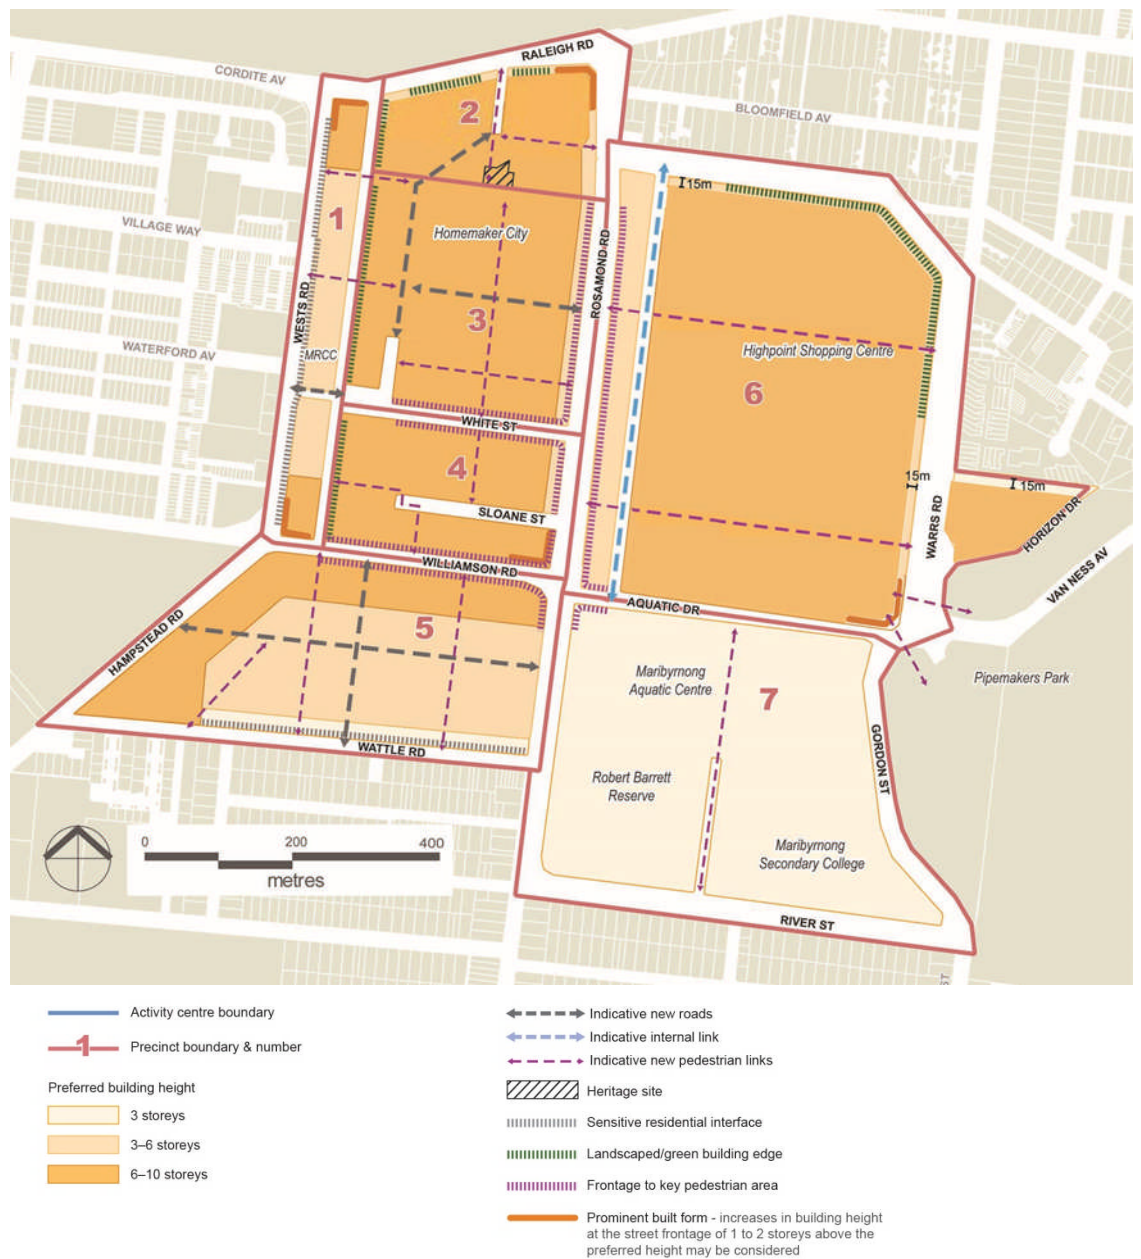 RALEIGH RD
CORDITE AV
BLOOMFIELD AV
2
15m
1
VILLAGE WAY
Homemaker City
ROSAMOND RD
WESTS RD
3
WATERFORD AV
MRCC
Highpoint Shopping Centre
6
WHITE ST
4
15m
15m
SLOANE ST
WARRS RD
HORIZON DR
WILLIAMSON RD
VAN NESS AV
AQUATIC DR
HAMPSTEAD RD
5
Maribyrnong
Aquatic Centre
7
Pipemakers Park
WATTLE RD
GORDON ST
Robert Barrett
Reserve
0 200 400
metres
Maribyrnong
Secondary College
RIVER ST
ST
Activity centre boundary
1 Precinct boundary & number
Preferred building height
3 storeys
3–6 storeys
6–10 storeys
Indicative new roads
Indicative internal link
Indicative new pedestrian links
Heritage site
Sensitive residential interface
Landscaped/green building edge
Frontage to key pedestrian area
Prominent built form - increases in building height
at the street frontage of 1 to 2 storeys above the
preferred height may be considered